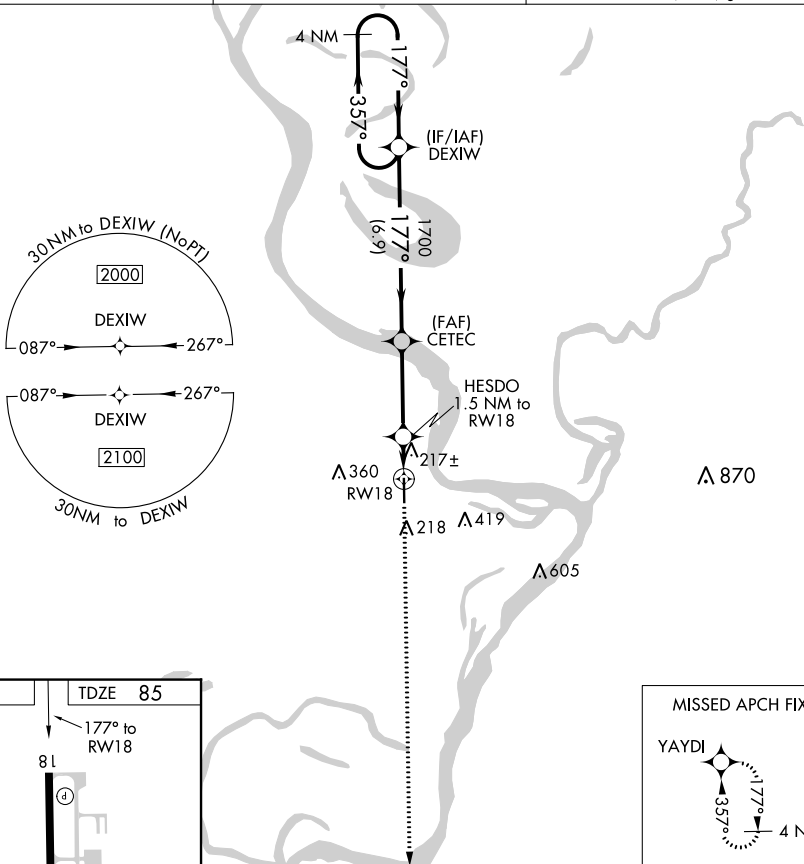 4 NM
177°
357°
(IF/IAF)
DEXIW
1700
177°
(6.9)
30NM to DEXIW (NoPT)
2000
DEXIW
087°
267°
087°
267°
DEXIW
2100
30NM to DEXIW
(FAF)
CETEC
HESDO
1.5 NM to
RW18
217±
360
RW18
870
218
419
605
TDZE 85
177° to
RW18
18
P
MISSED APCH FIX
YAYDI
177°
357°
4 N